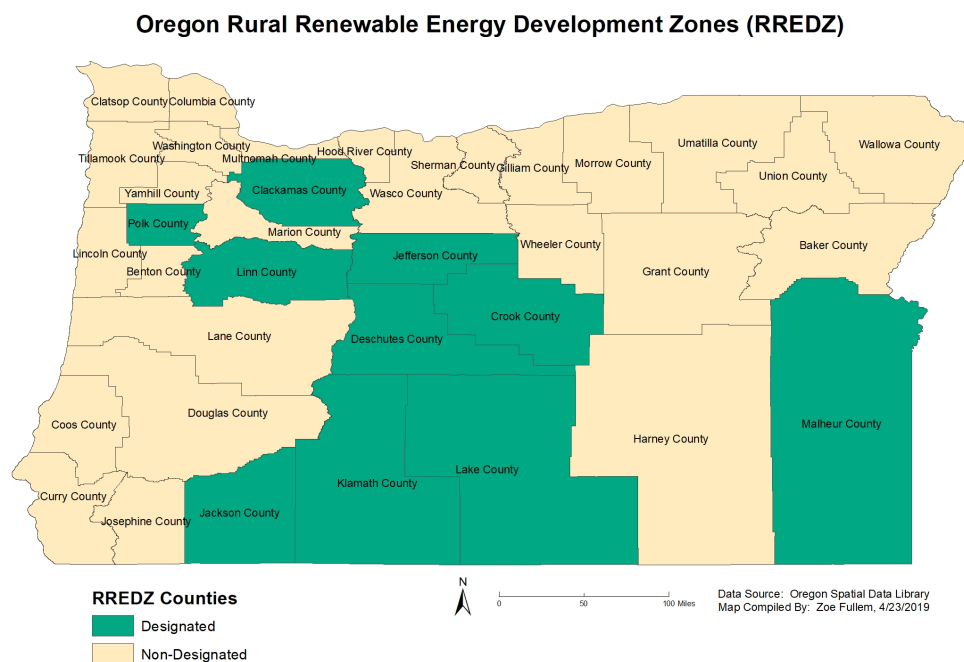 Oregon Rural Renewable Energy Development Zones (RREDZ)
Clatsop County
Columbia County
Washington County
Tillamook County
Multnomah County
Hood River County
Sherman County
Gilliam County
Morrow County
Umatilla County
Wallowa County
Union County
Yamhill County
Clackamas County
Wasco County
Polk County
Marion County
Wheeler County
Baker County
Lincoln County
Benton County
Linn County
Jefferson County
Grant County
Crook County
Lane County
Deschutes County
Douglas County
Coos County
Malheur County
Harney County
Lake County
Klamath County
Curry County
Jackson County
Josephine County
N
0 50 100 Miles
Data Source: Oregon Spatial Data Library
Map Compiled By: Zoe Fullem, 4/23/2019
RREDZ Counties
Designated
Non-Designated